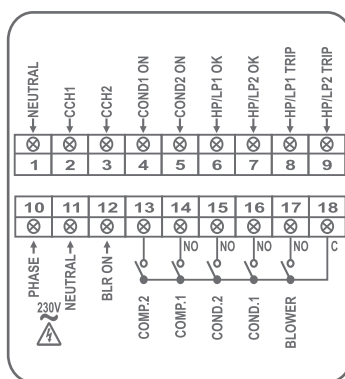 NEUTRAL
CCH1
CCH2
COND1 ON
COND2 ON
HP/LP1 OK
HP/LP2 OK
HP/LP1 TRIP
HP/LP2 TRIP
1 2 3 4 5 6 7 8 9
10 11 12 13 14 15 16 17 18
NO NO NO NO C
PHASE
230V
NEUTRAL
BLR ON
COMP.2
COMP.1
COND.2
COND.1
BLOWER